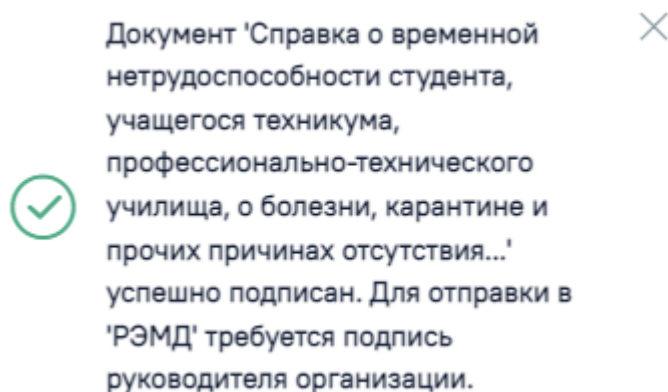 Документ 'Справка о временной
нетрудоспособности студента,
учащегося техникума,
профессионально-технического
училища, о болезни, карантине и
прочих причинах отсутствия...'
успешно подписан. Для отправки в
'РЭМД' требуется подпись
руководителя организации.